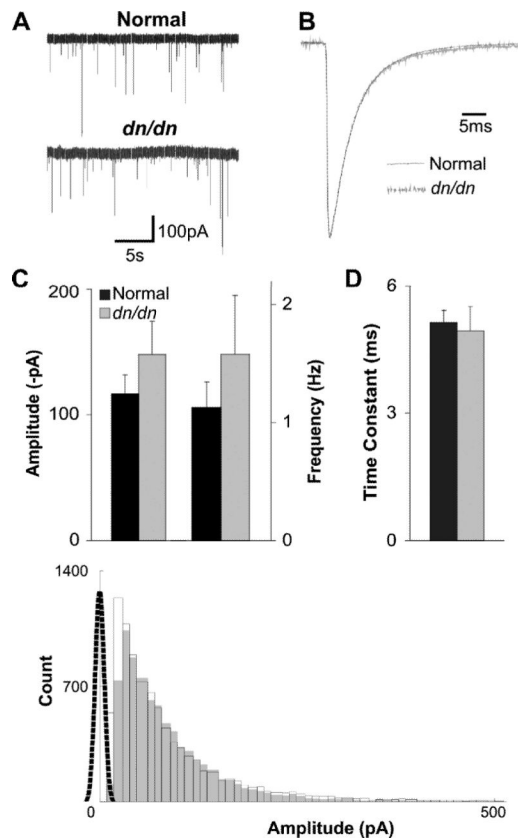 A
Normal
dn/dn
100pA
5s
B
5ms
Normal
dn/dn
C
Normal
dn/dn
200
100
0
Amplitude (-pA)
2
1
0
Frequency (Hz)
D
6
3
0
Time Constant (ms)
1400
700
0
Count
0
500
Amplitude (pA)